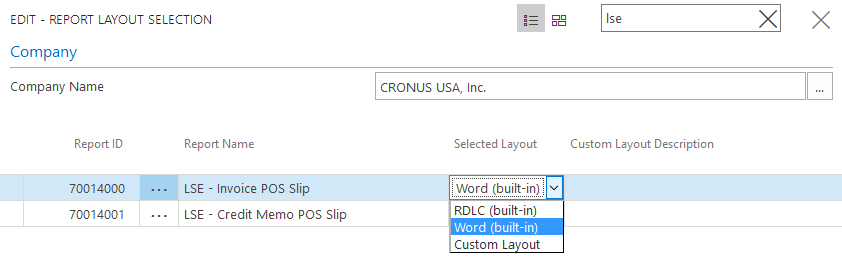 EDIT - REPORT LAYOUT SELECTION
lse
Company
Company Name
CRONUS USA, Inc.
...
Report ID Report Name Selected Layout Custom Layout Description
70014000 ... LSE - Invoice POS Slip Word (built-in)
70014001 ... LSE - Credit Memo POS Slip
RDLC (built-in)
Word (built-in)
Custom Layout